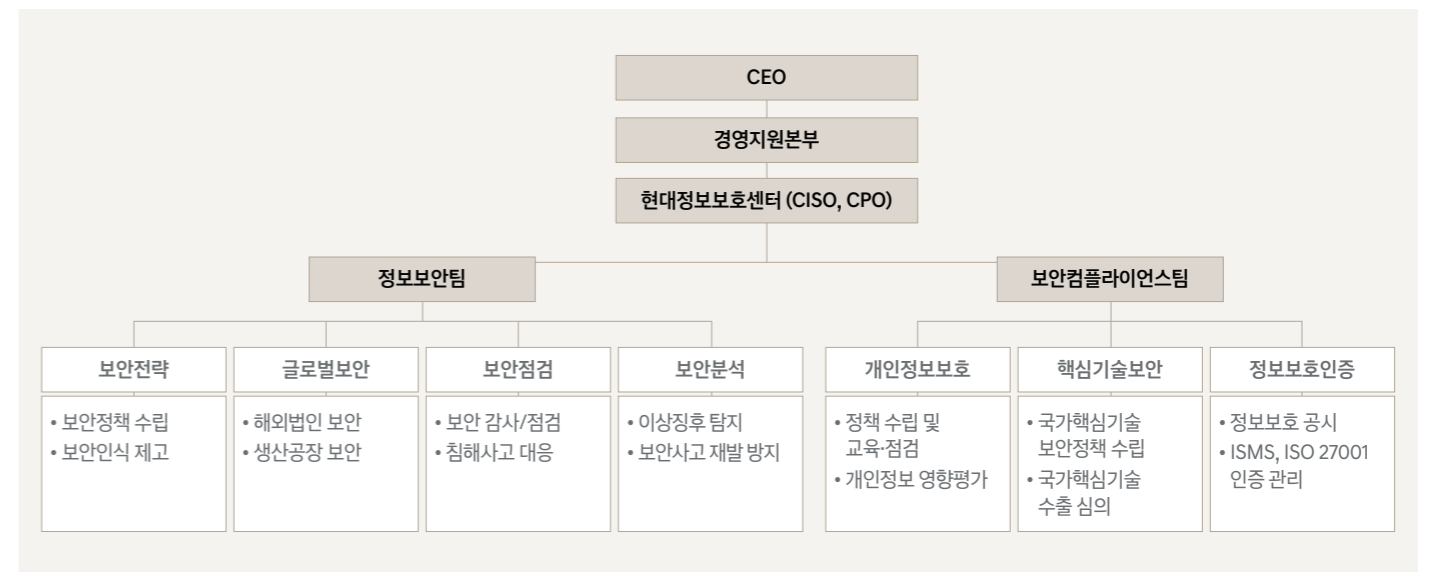 CEO
경영지원본부
현대정보보호센터 (CISO, CPO)
정보보안팀
보안컴플라이언스팀
보안전략
글로벌보안
보안점검
보안분석
개인정보보호
핵심기술보안
정보보호인증
• 보안정책 수립
• 보안인식 제고
• 해외법인 보안
• 생산공장 보안
• 보안 감사/점검
• 침해사고 대응
• 이상징후 탐지
• 보안사고 재발 방지
• 정책 수립 및
교육·점검
• 개인정보 영향평가
• 국가핵심기술
보안정책 수립
• 국가핵심기술
수출 심의
• 정보보호 공시
• ISMS, ISO 27001
인증 관리